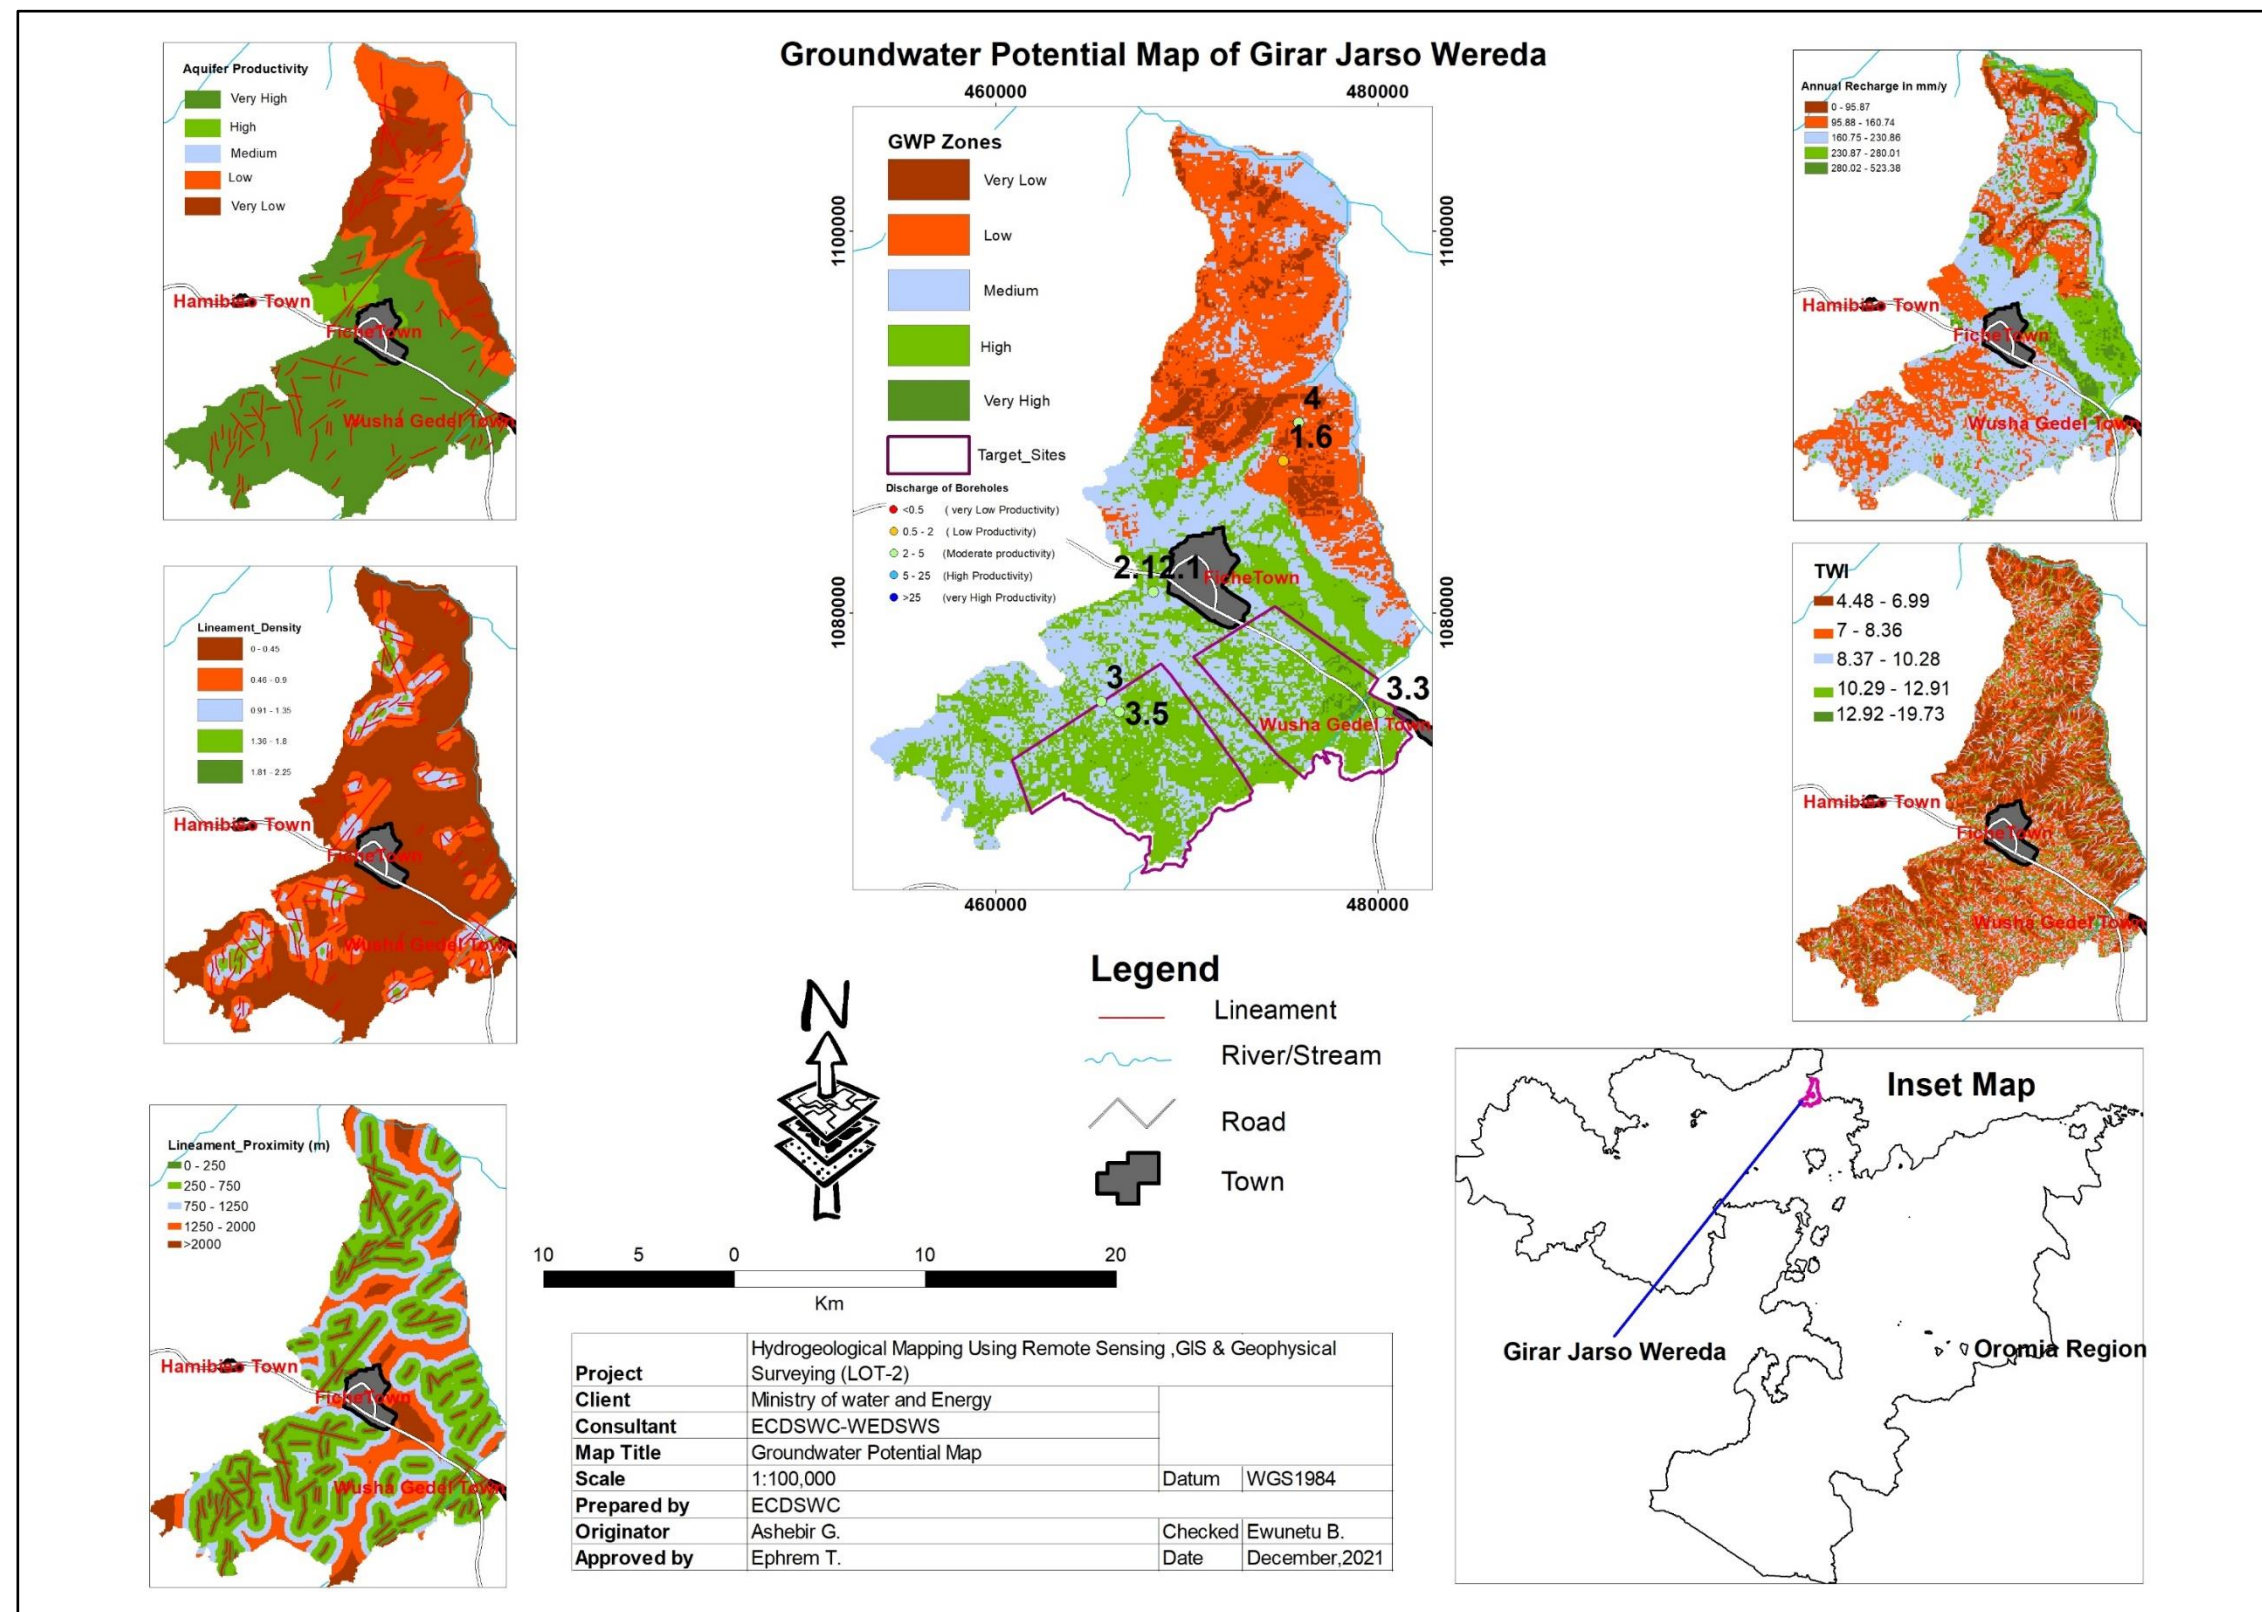 Groundwater Potential Map of Girar Jarso Wereda
Aquifer Productivity
Very High
High
Medium
Low
Very Low
Hamibiso Town
FicheTown
Wusha Gedel Town
Lineament_Density
0 - 0.45
0.46 - 0.9
0.91 - 1.35
1.36 - 1.8
1.81 - 2.25
Hamibiso Town
FicheTown
Wusha Gedel Town
Lineament_Proximity (m)
0 - 250
250 - 750
750 - 1250
1250 - 2000
>2000
Hamibiso Town
FicheTown
Wusha Gedel Town
460000
480000
1100000
1100000
1080000
1080000
460000
480000
GWP Zones
Very Low
Low
Medium
High
Very High
Target_Sites
Discharge of Boreholes
<0.5 ( very Low Productivity)
0.5 - 2 ( Low Productivity)
2 - 5 (Moderate productivity)
5 - 25 (High Productivity)
>25 (very High Productivity)
4
1.6
2.12.1
FicheTown
3
3.5
3.3
Wusha Gedel Town
Annual Recharge In mm/y
0 - 95.87
95.88 - 160.74
160.75 - 230.86
230.87 - 280.01
280.02 - 523.38
Hamibiso Town
FicheTown
Wusha Gedel Town
TWI
4.48 - 6.99
7 - 8.36
8.37 - 10.28
10.29 - 12.91
12.92 -19.73
Hamibiso Town
FicheTown
Wusha Gedel Town
N
Legend
Lineament
River/Stream
Road
Town
10 5 0 10 20
Km
Project Hydrogeological Mapping Using Remote Sensing ,GIS & Geophysical
Surveying (LOT-2)
Client Ministry of water and Energy
Consultant ECDSWC-WEDSWS
Map Title Groundwater Potential Map
Scale 1:100,000 Datum WGS1984
Prepared by ECDSWC
Originator Ashebir G. Checked Ewunetu B.
Approved by Ephrem T. Date December,2021
Inset Map
Girar Jarso Wereda
Oromia Region